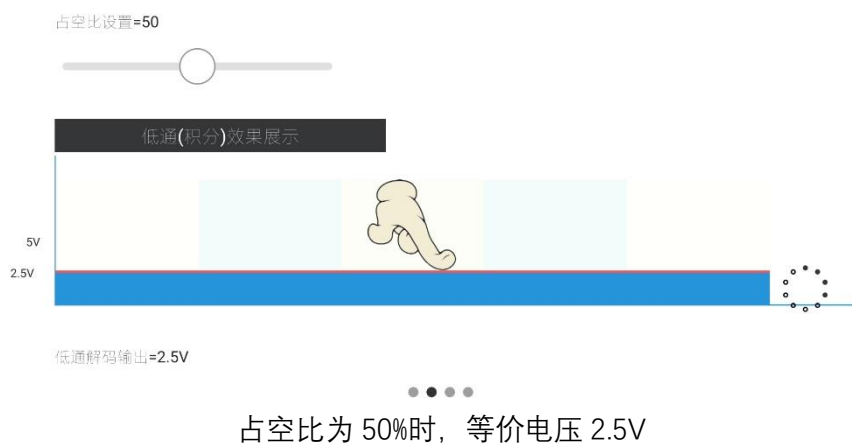 占空比设置=50
低通(积分)效果展示
5V
2.5V
低通解码输出=2.5V
占空比为 50%时，等价电压 2.5V